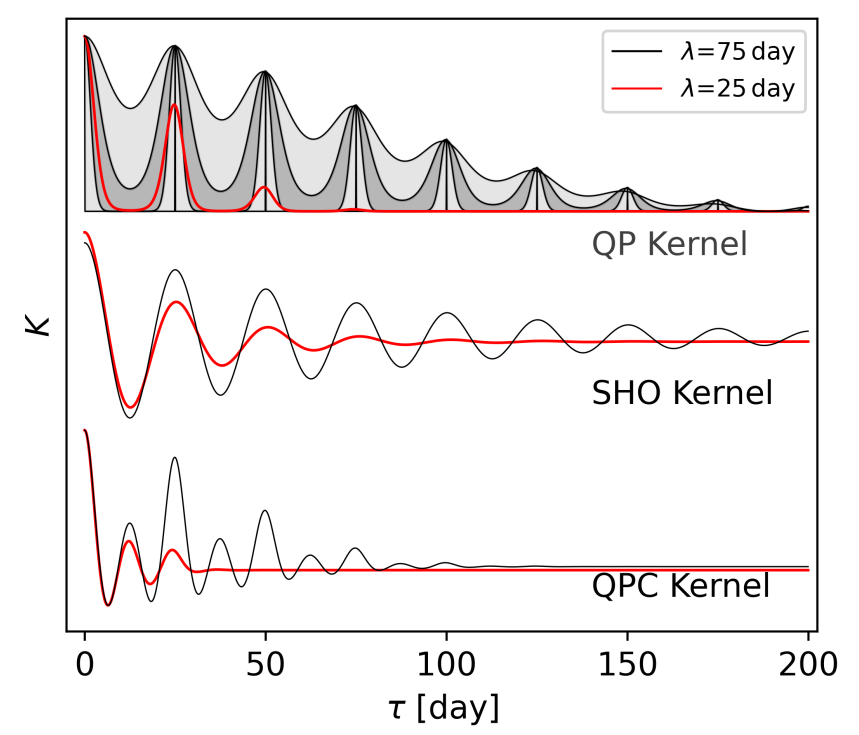 λ=75 day
λ=25 day
QP Kernel
K
SHO Kernel
QPC Kernel
0 50 100 150 200
τ [day]